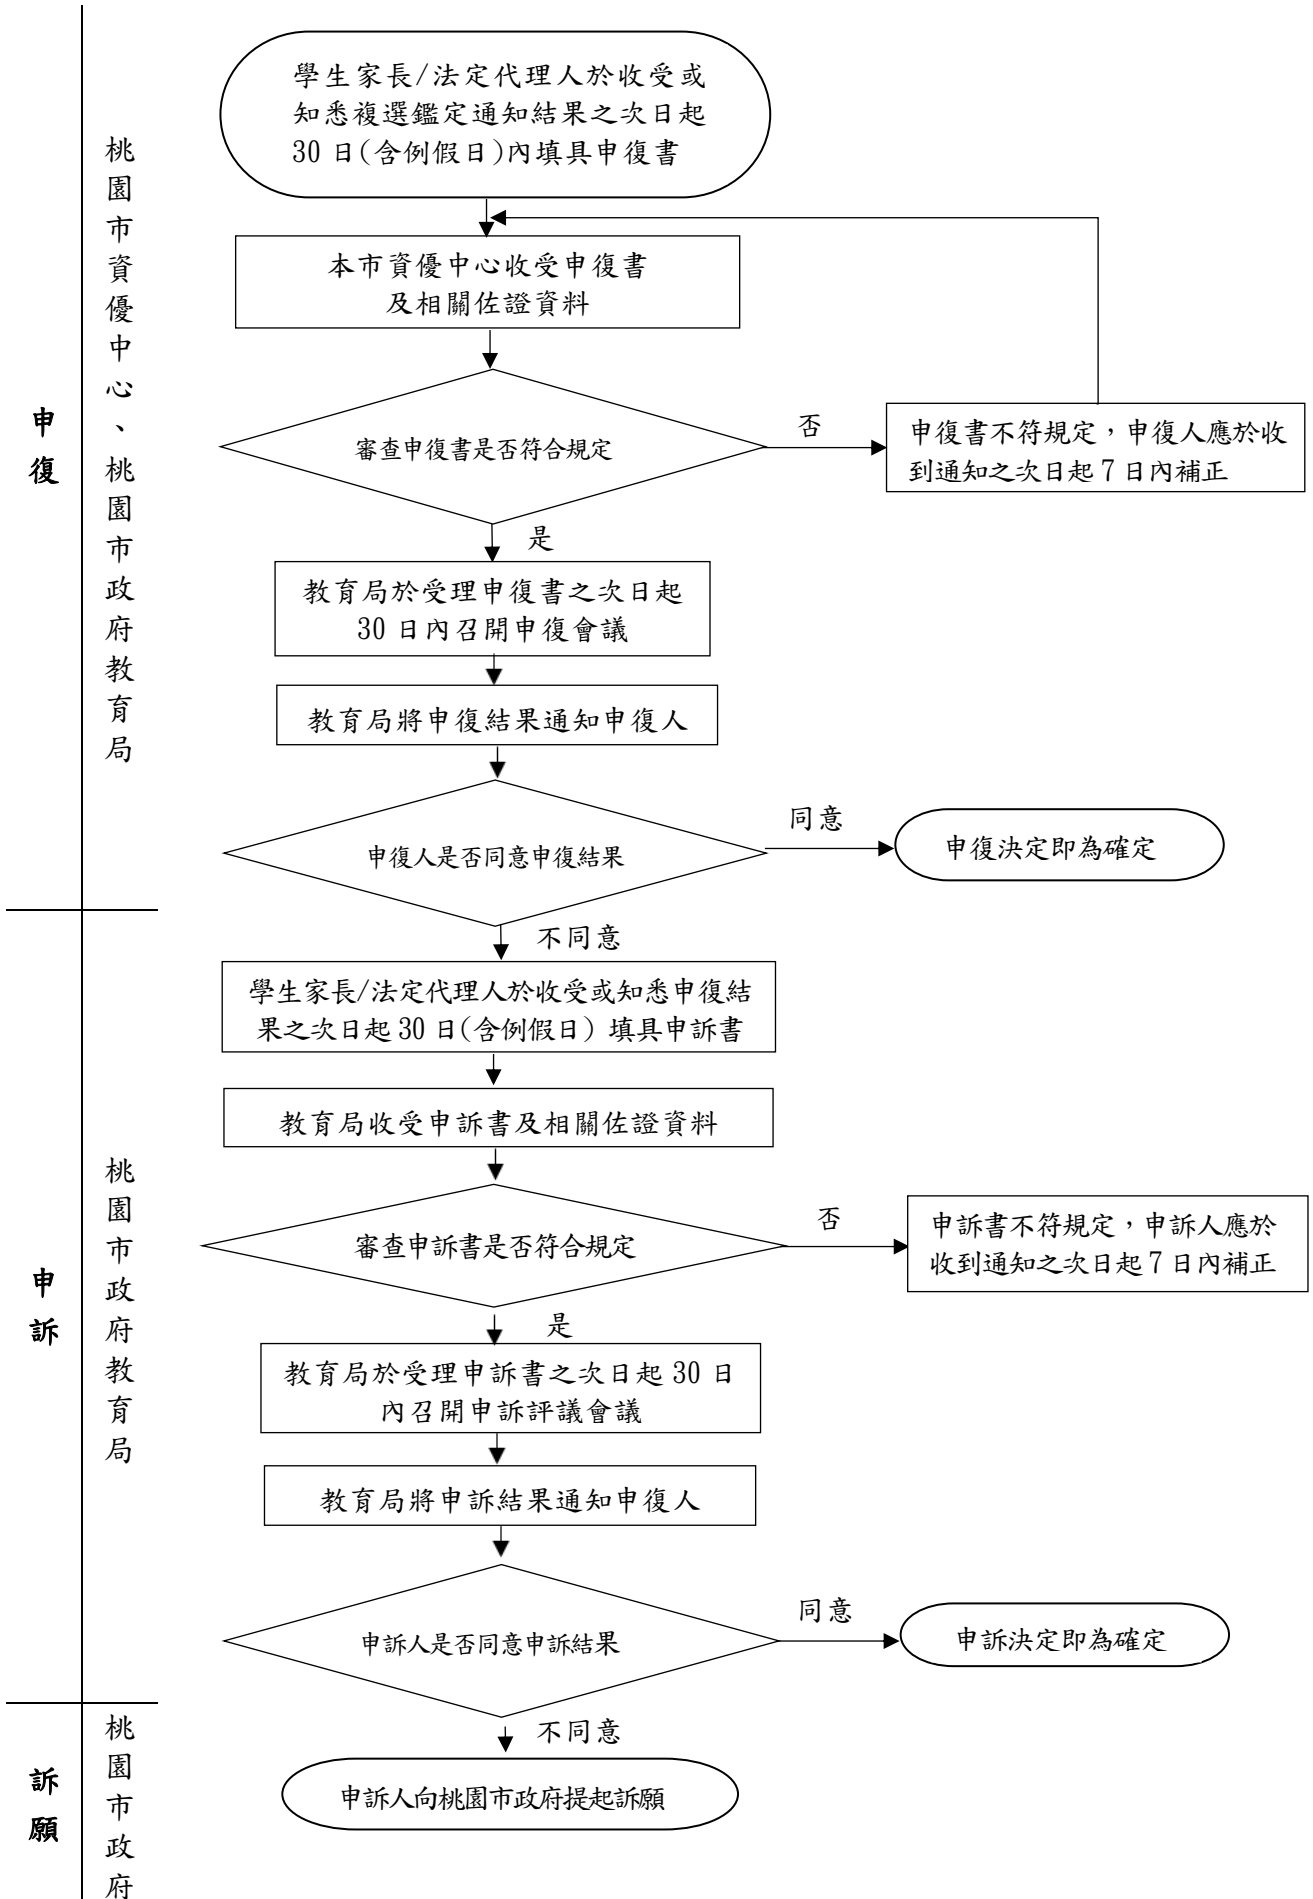 申
復
桃
園
市
資
優
中
心
、
桃
園
市
政
府
教
育
局
學生家長/法定代理人於收受或
知悉複選鑑定通知結果之次日起
30 日(含例假日)內填具申復書
本市資優中心收受申復書
及相關佐證資料
審查申復書是否符合規定
否
申復書不符規定，申復人應於收
到通知之次日起 7 日內補正
是
教育局於受理申復書之次日起
30 日內召開申復會議
教育局將申復結果通知申復人
申復人是否同意申復結果
同意
申復決定即為確定
不同意
申
訴
桃
園
市
政
府
教
育
局
學生家長/法定代理人於收受或知悉申復結
果之次日起 30 日(含例假日) 填具申訴書
教育局收受申訴書及相關佐證資料
審查申訴書是否符合規定
否
申訴書不符規定，申訴人應於
收到通知之次日起 7 日內補正
是
教育局於受理申訴書之次日起 30 日
內召開申訴評議會議
教育局將申訴結果通知申復人
申訴人是否同意申訴結果
同意
申訴決定即為確定
不同意
訴
願
桃
園
市
政
府
申訴人向桃園市政府提起訴願